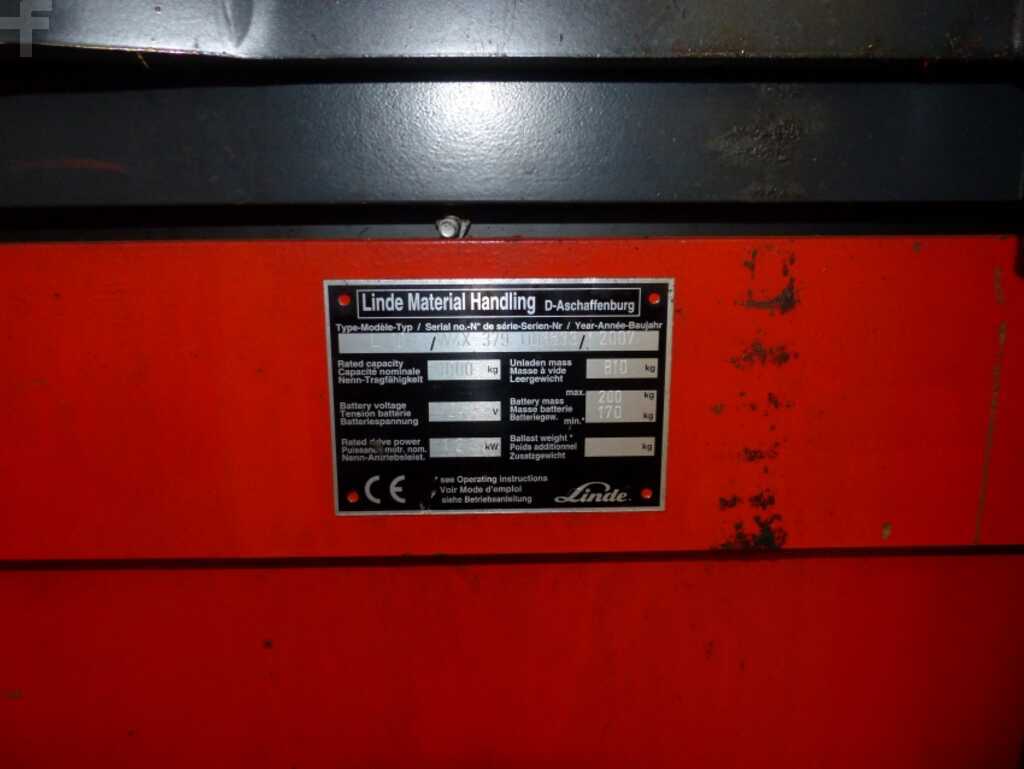 Linde Material Handling D-Aschaffenburg
Type-Modèle-Typ / Serial no.-N° de série-Serien-Nr / Year-Année-Baujahr
/ / 2007
Rated capacity
Capacité nominale
Nenn-Tragfähigkeit
kg
Unladen mass
Masse à vide
Leergewicht
810 kg
Battery voltage
Tension batterie
Batteriespannung
V
Battery mass
Masse batterie
Batteriegew.
max. 200 kg
min.* 170 kg
Rated drive power
Puissance motr. nom.
Nenn-Antriebsleist.
kW
Ballast weight *
Poids additionnel
Zusatzgewicht
kg
CE
* see Operating instructions
Voir Mode d'emploi
siehe Betriebsanleitung
Linde